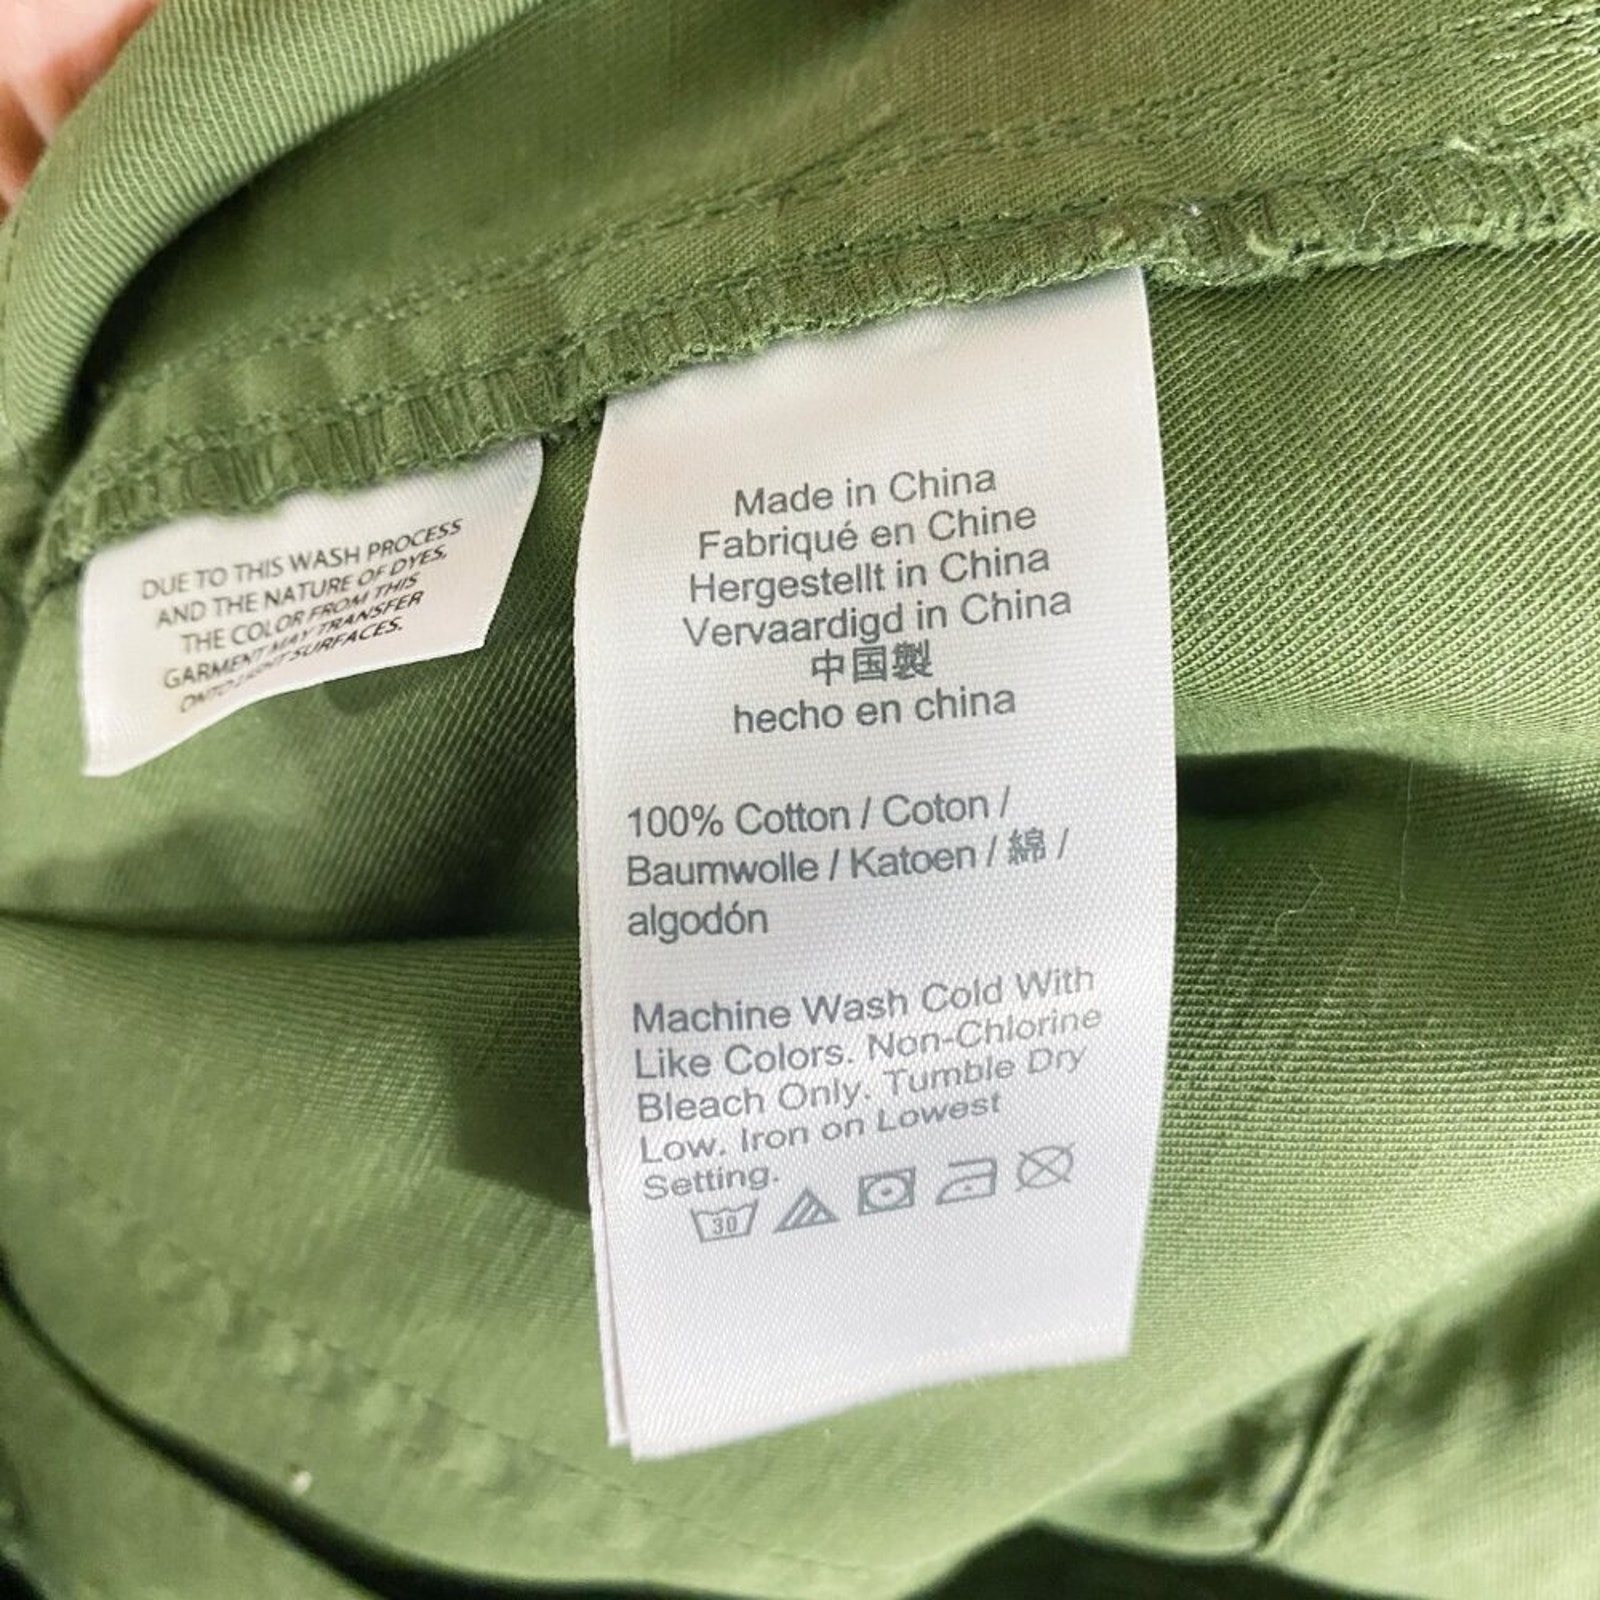 DUE TO THIS WASH PROCESS
AND THE NATURE OF DYES,
THE COLOR FROM THIS
GARMENT MAY TRANSFER
ONTO LIGHT SURFACES.
Made in China
Fabriqué en Chine
Hergestellt in China
Vervaardigd in China
中国製
hecho en china
100% Cotton / Coton /
Baumwolle / Katoen / 綿 /
algodón
Machine Wash Cold With
Like Colors. Non-Chlorine
Bleach Only. Tumble Dry
Low. Iron on Lowest
Setting.
30